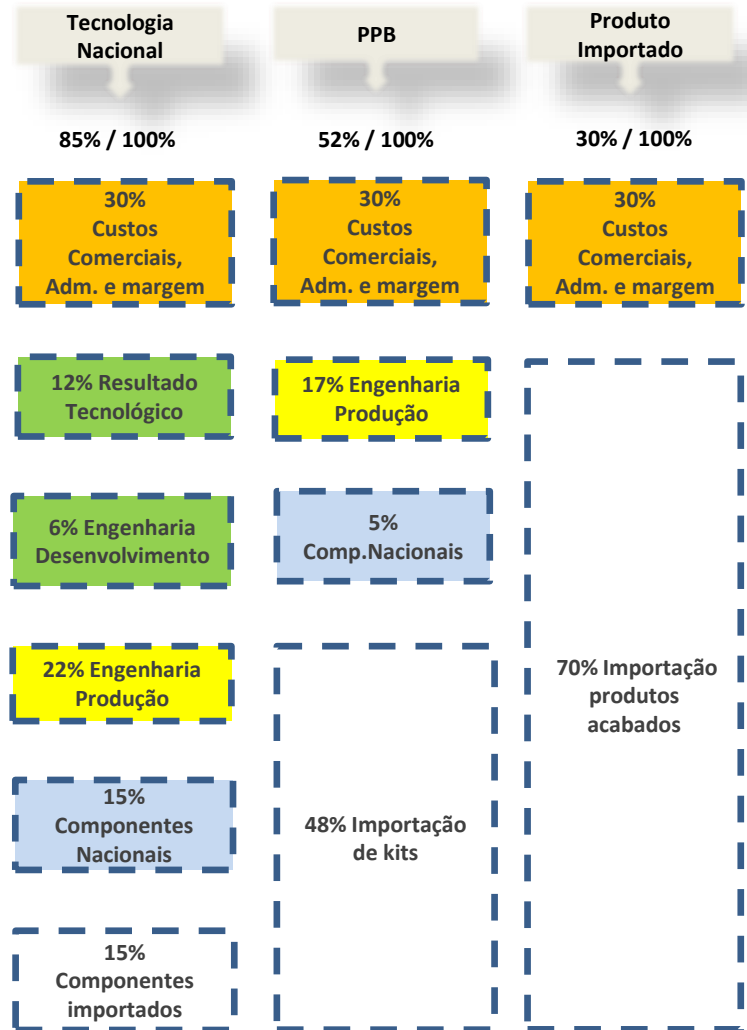 Tecnologia
Nacional
PPB
Produto
Importado
85% / 100%
52% / 100%
30% / 100%
30%
Custos
Comerciais,
Adm. e margem
30%
Custos
Comerciais,
Adm. e margem
30%
Custos
Comerciais,
Adm. e margem
12% Resultado
Tecnológico
17% Engenharia
Produção
6% Engenharia
Desenvolvimento
5%
Comp.Nacionais
22% Engenharia
Produção
70% Importação
produtos
acabados
15%
Componentes
Nacionais
48% Importação
de kits
15%
Componentes
importados